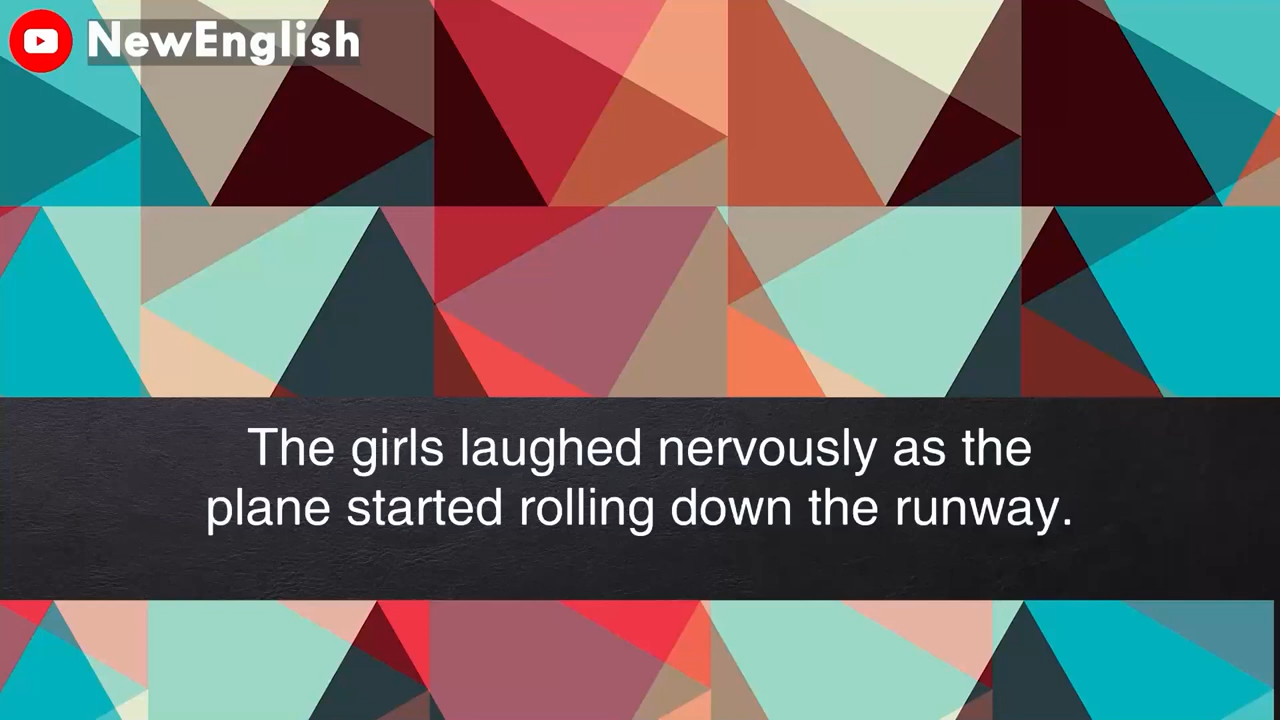 NewEnglish
The girls laughed nervously as the
plane started rolling down the runway.